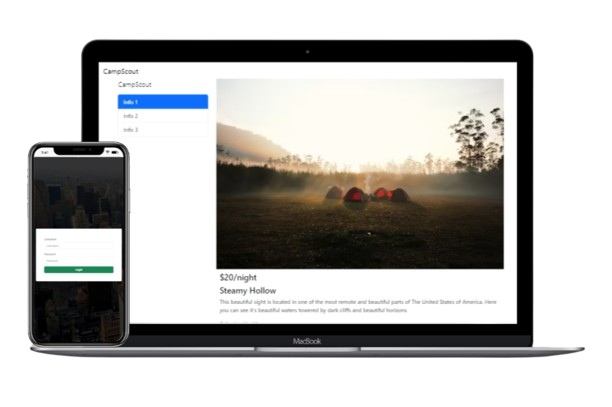 CampScout
CampScout
Info 1
Info 2
Info 3
$20/night
Steamy Hollow
This beautiful sight is located in one of the most remote and beautiful parts of The United States of America. Here
you can see it's beautiful waters towered by dark cliffs and beautiful horizons.
Login
MacBook